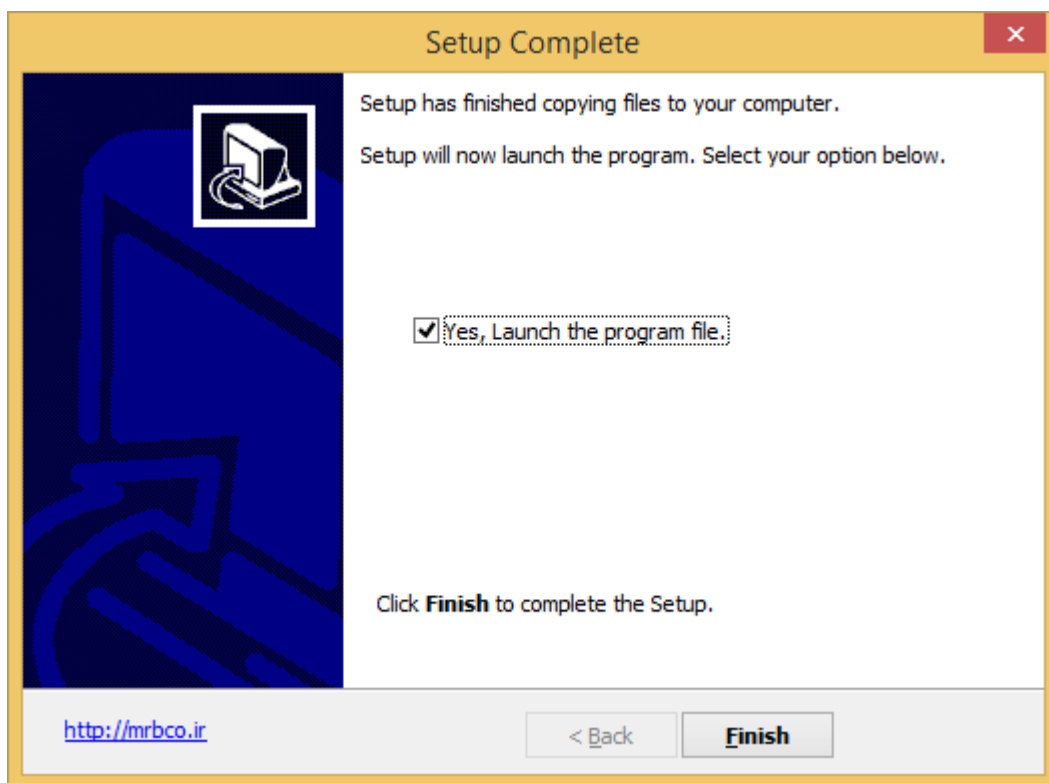 Setup Complete
Setup has finished copying files to your computer.
Setup will now launch the program. Select your option below.
Yes, Launch the program file.
Click Finish to complete the Setup.
http://mrbco.ir
< Back
Finish